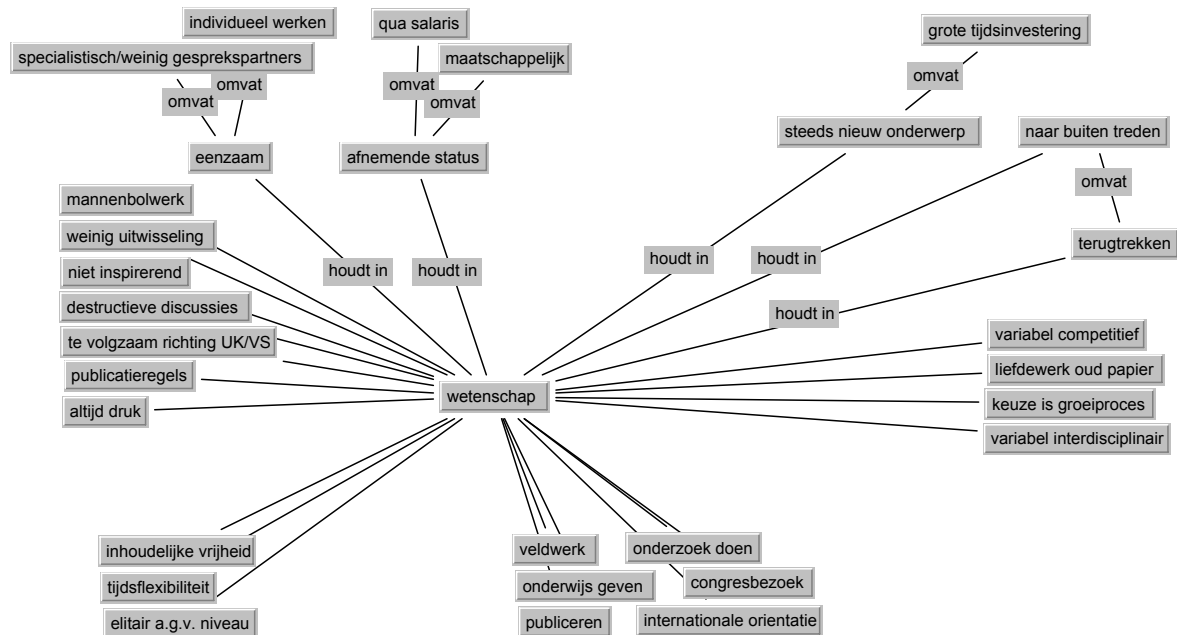 individueel werken
qua salaris
grote tijdsinvestering
specialistisch/weinig gesprekspartners
maatschappelijk
omvat
omvat
omvat
omvat
omvat
steeds nieuw onderwerp
naar buiten treden
eenzaam
afnemende status
omvat
mannenbolwerk
weinig uitwisseling
terugtrekken
niet inspirerend
houdt in
houdt in
houdt in
houdt in
destructieve discussies
houdt in
te volgzaam richting UK/VS
variabel competitief
publicatieregels
liefdewerk oud papier
wetenschap
altijd druk
keuze is groeiproces
variabel interdisciplinair
inhoudelijke vrijheid
veldwerk
onderzoek doen
tijdsflexibiliteit
onderwijs geven
congresbezoek
elitair a.g.v. niveau
publiceren
internationale orientatie